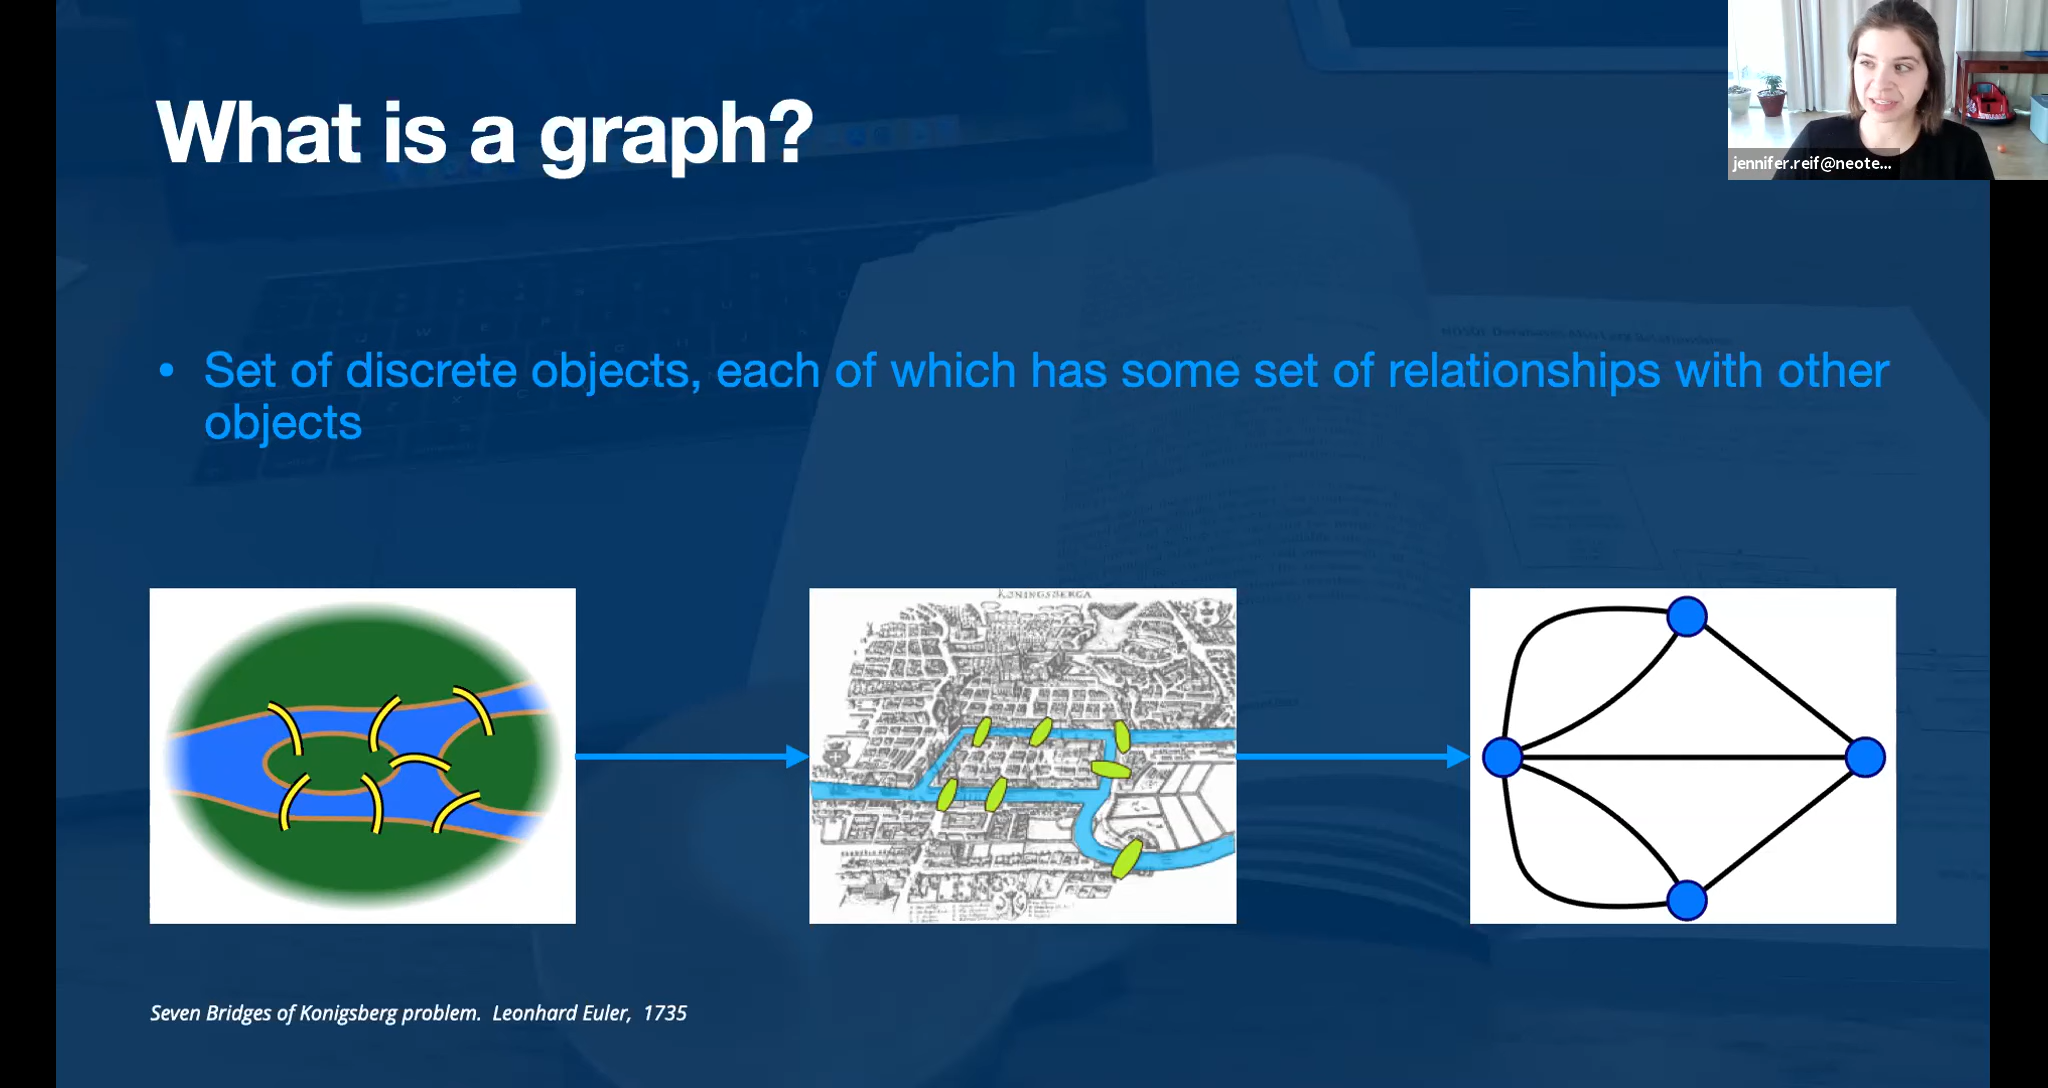 What is a graph?
jennifer.reif@neote...
• Set of discrete objects, each of which has some set of relationships with other
objects
KONINGSBERGA
Seven Bridges of Konigsberg problem. Leonhard Euler, 1735